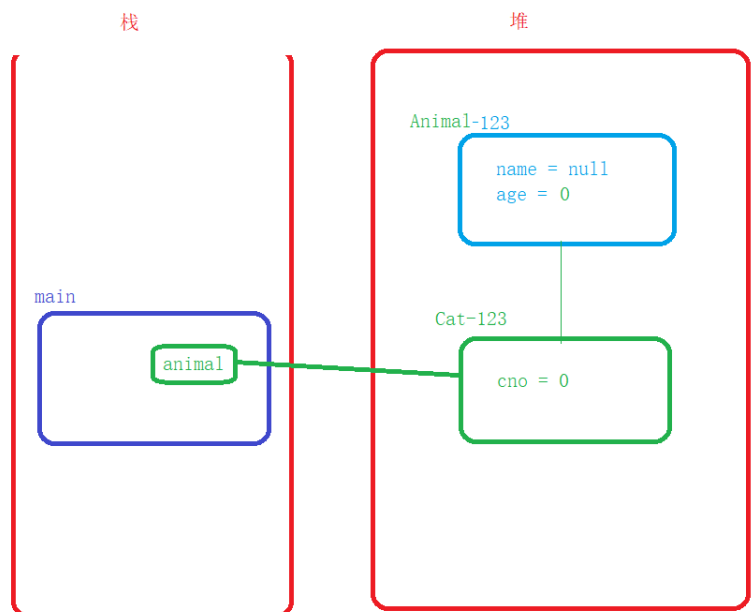 栈
堆
Animal-123
name = null
age = 0
main
animal
Cat-123
cno = 0